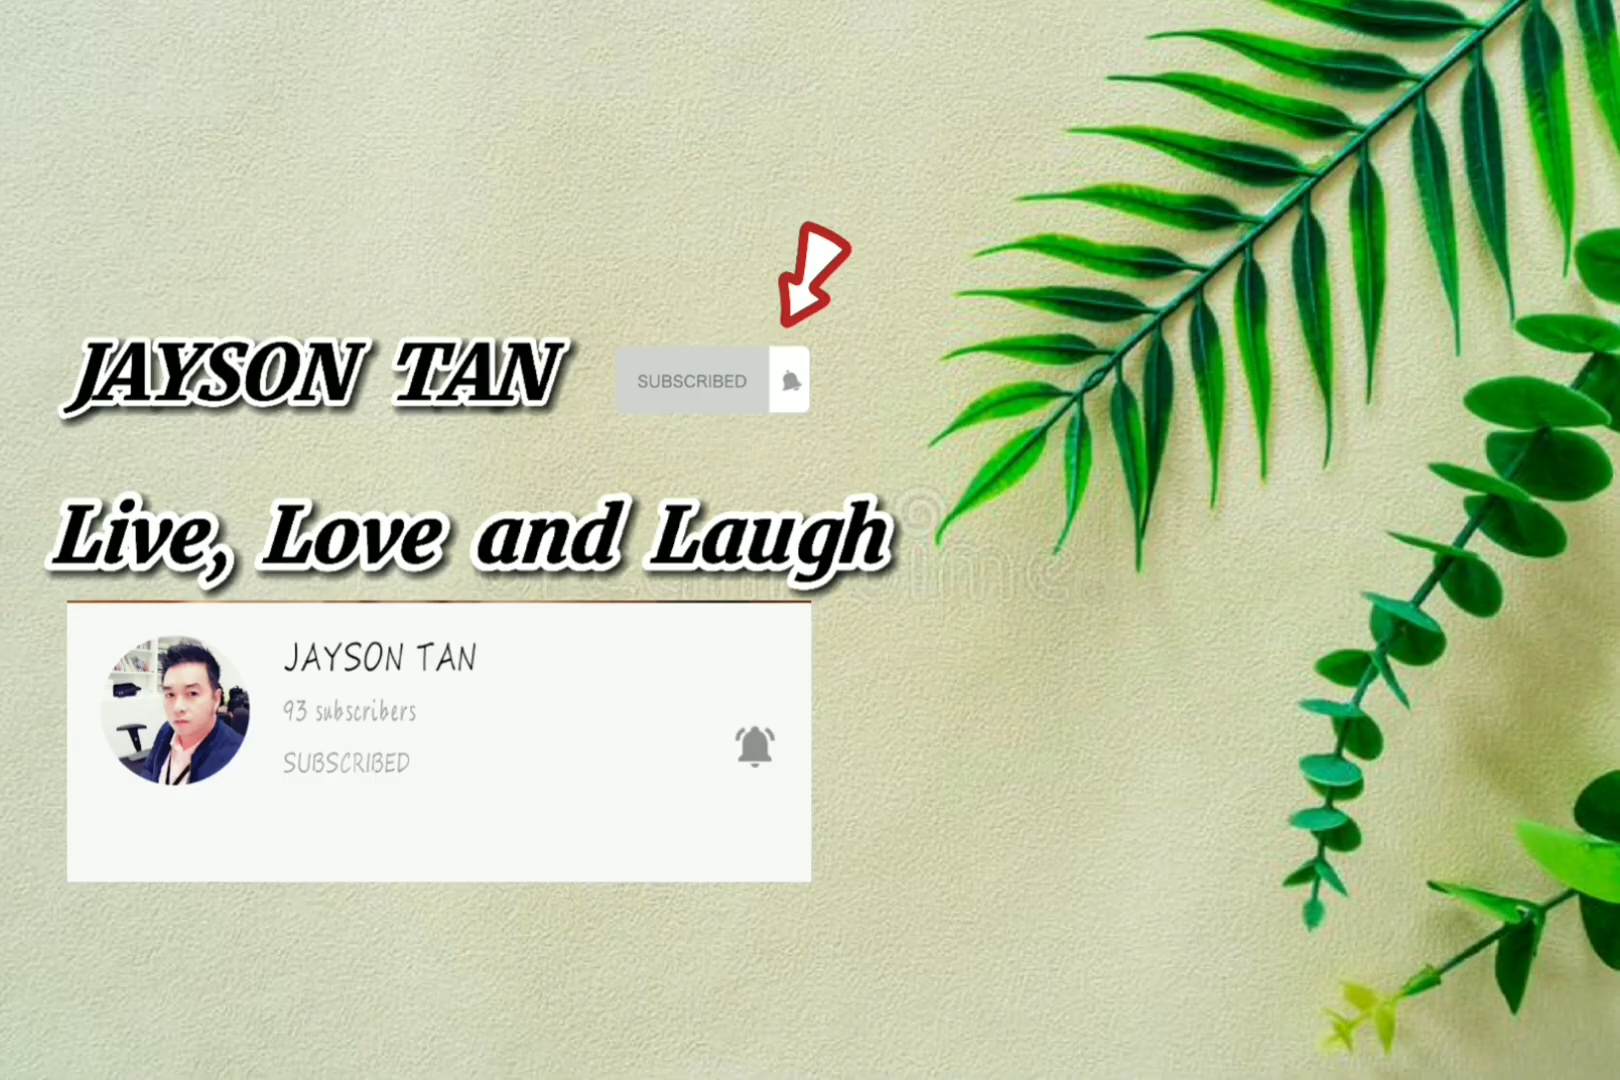 JAYSON TAN
SUBSCRIBED
Live, Love and Laugh
JAYSON TAN
93 subscribers
SUBSCRIBED